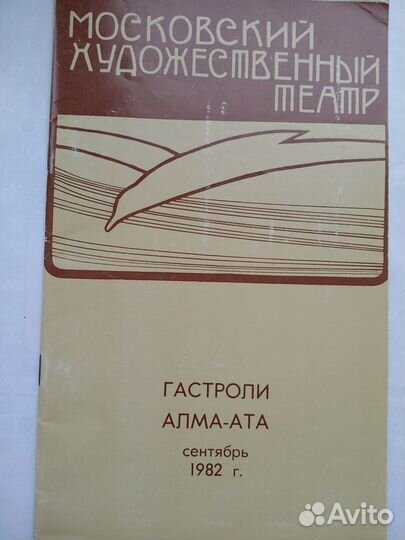 МОСКОВСКИЙ
ХУДОЖЕСТВЕННЫЙ
ТЕАТР
ГАСТРОЛИ
АЛМА-АТА
сентябрь
1982 г.
Avito